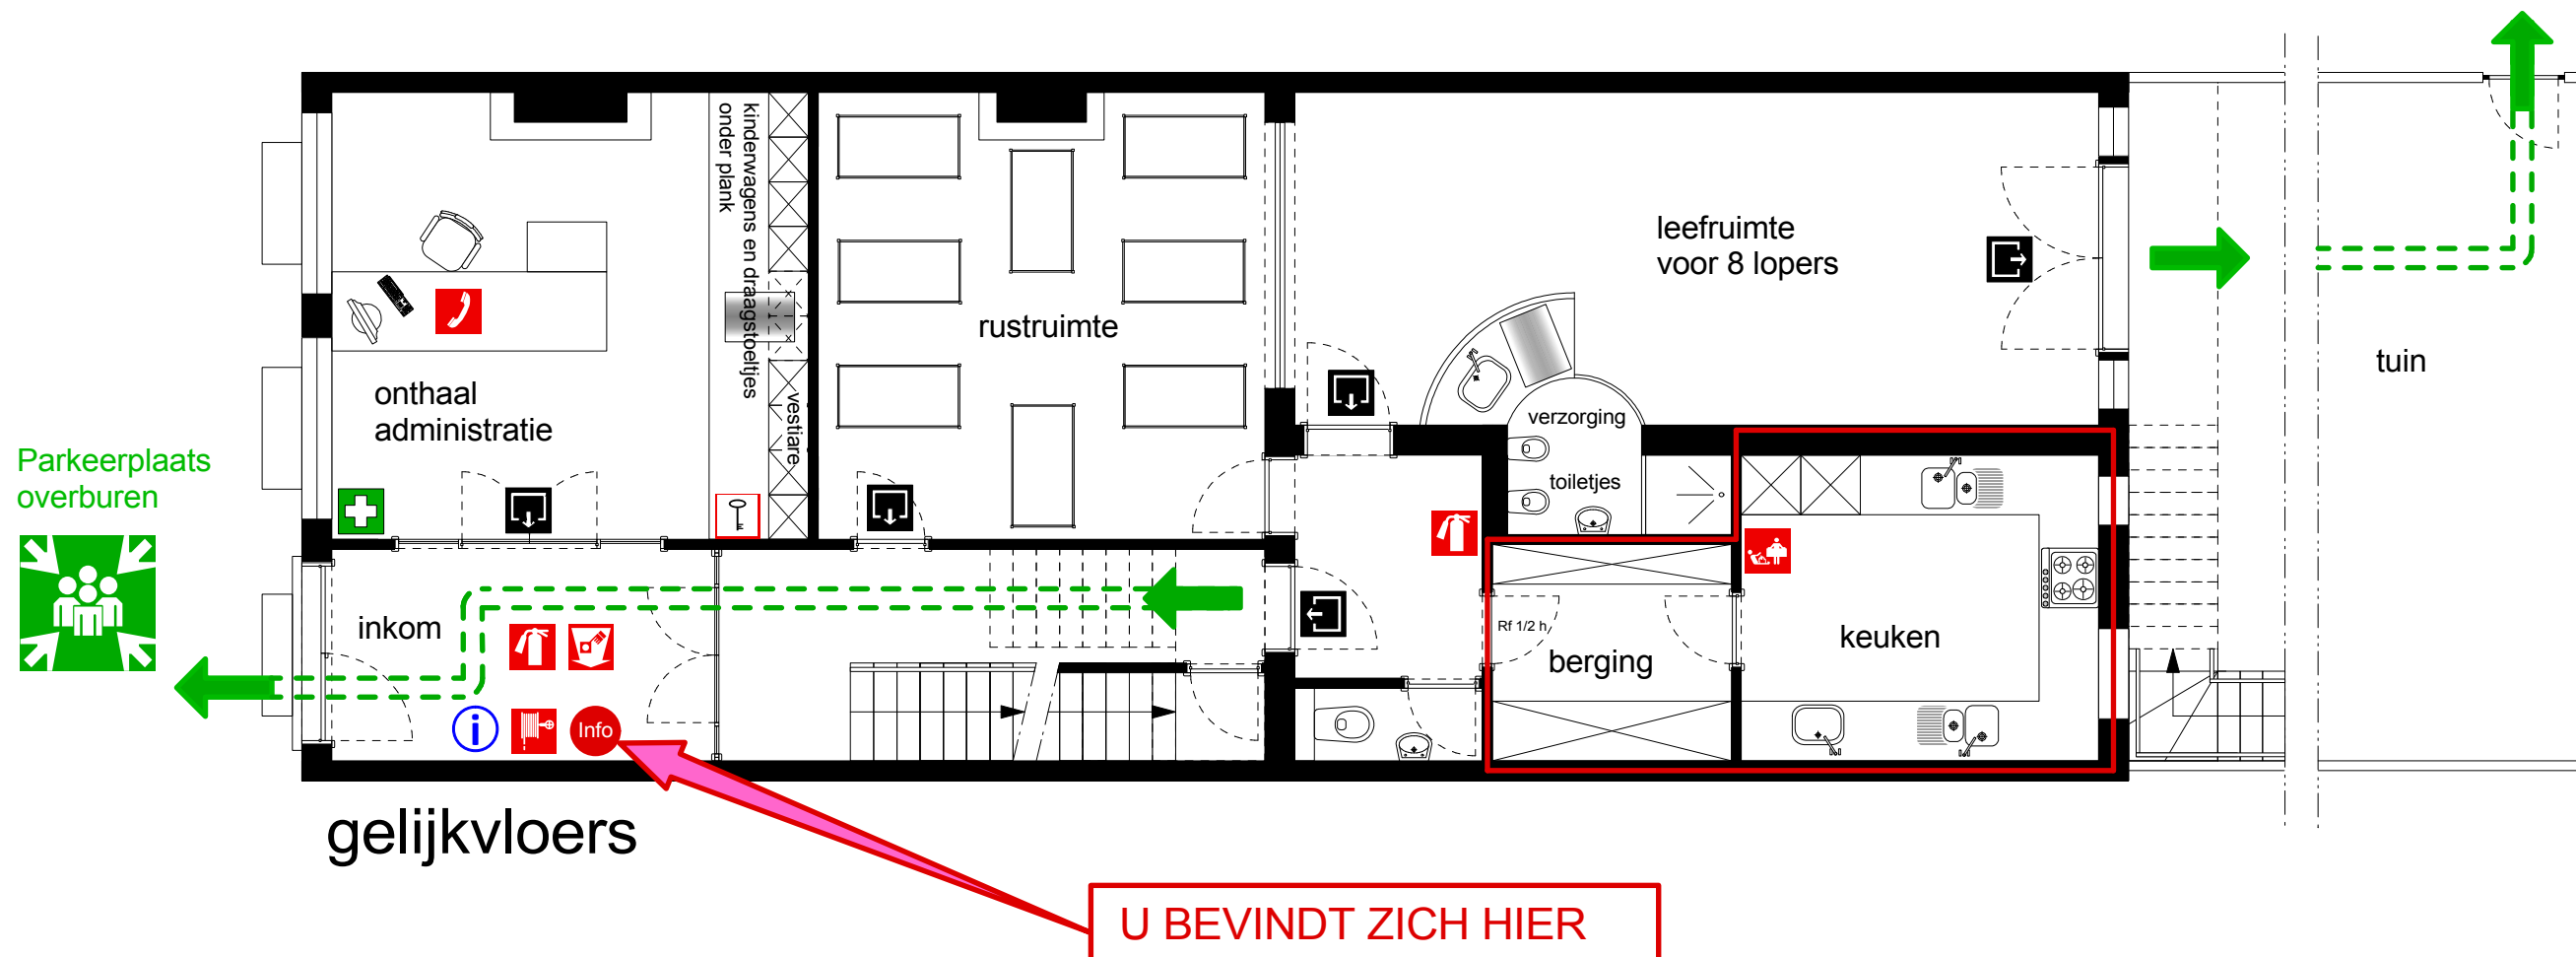 kinderwagens en draagstoeltjes
onder plank
vestiare
onthaal
administratie
rustruimte
leefruimte
voor 8 lopers
verzorging
toiletjes
tuin
Parkeerplaats
overburen
inkom
Rf 1/2 h
berging
keuken
i
Info
gelijkvloers
U BEVINDT ZICH HIER